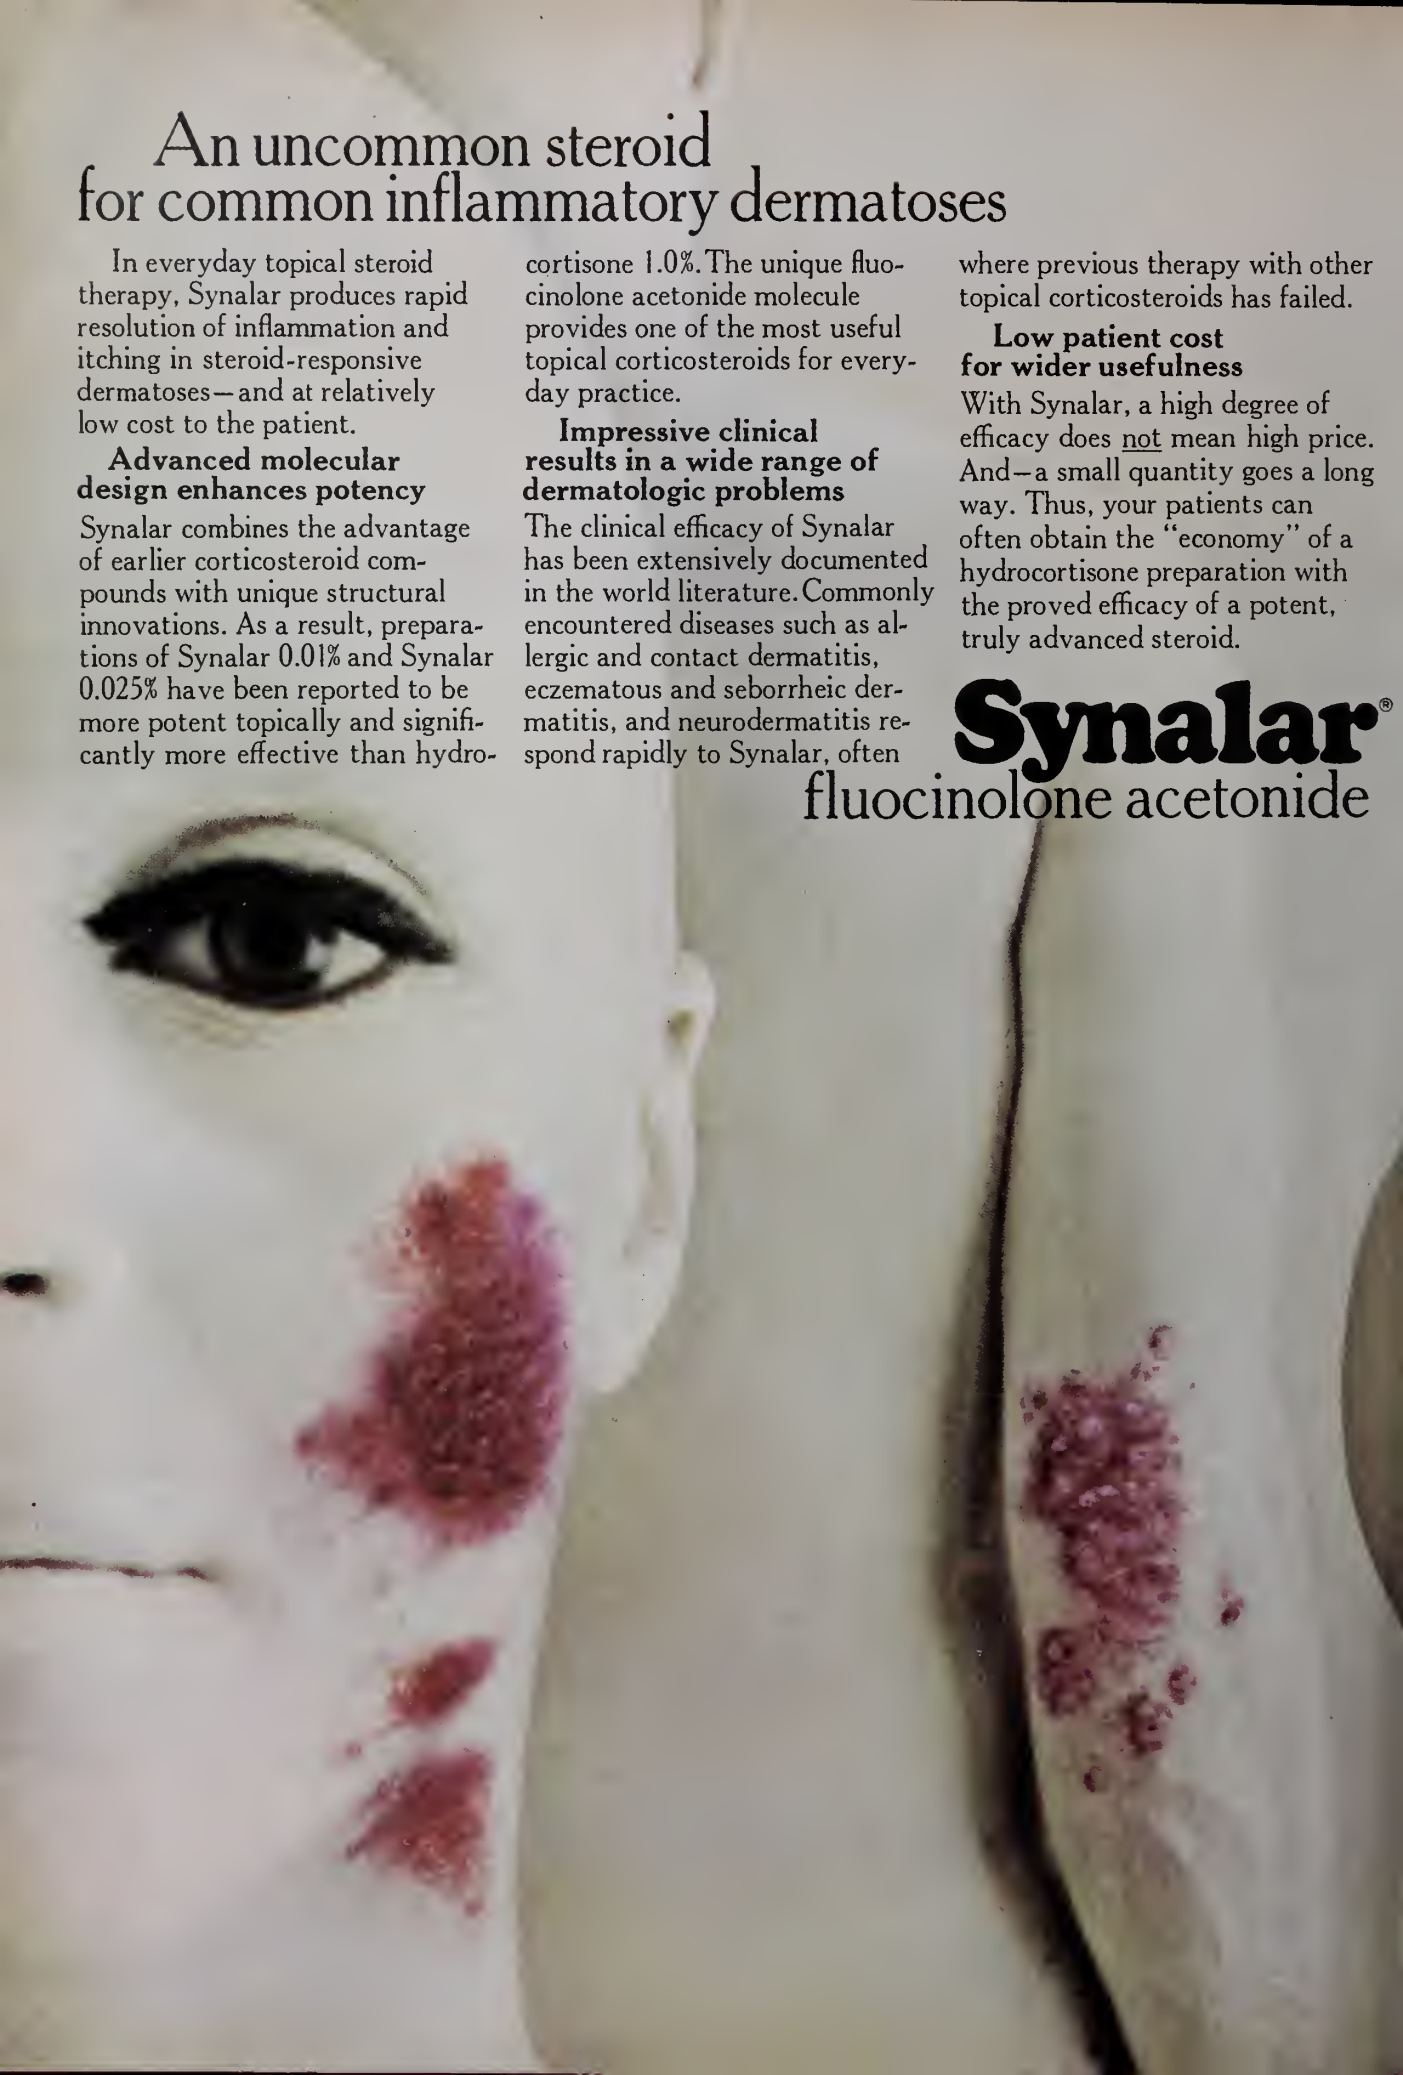 An uncommon steroid
for common inflammatory dermatoses
In everyday topical steroid
therapy, Synalar produces rapid
resolution of inflammation and
itching in steroid-responsive
dermatoses—and at relatively
low cost to the patient.
Advanced molecular
design enhances potency
Synalar combines the advantage
of earlier corticosteroid com-
pounds with unique structural
innovations. As a result, prepara-
tions of Synalar 0.01% and Synalar
0.025% have been reported to be
more potent topically and signifi-
cantly more effective than hydro-
cortisone 1.0%. The unique fluo-
cinolone acetonide molecule
provides one of the most useful
topical corticosteroids for every-
day practice.
Impressive clinical
results in a wide range of
dermatologic problems
The clinical efficacy of Synalar
has been extensively documented
in the world literature. Commonly
encountered diseases such as al-
lergic and contact dermatitis,
eczematous and seborrheic der-
matitis, and neurodermatitis re-
spond rapidly to Synalar, often
where previous therapy with other
topical corticosteroids has failed.
Low patient cost
for wider usefulness
With Synalar, a high degree of
efficacy does not mean high price.
And—a small quantity goes a long
way. Thus, your patients can
often obtain the “economy” of a
hydrocortisone preparation with
the proved efficacy of a potent,
truly advanced steroid.
Synalar®
fluocinolone acetonide